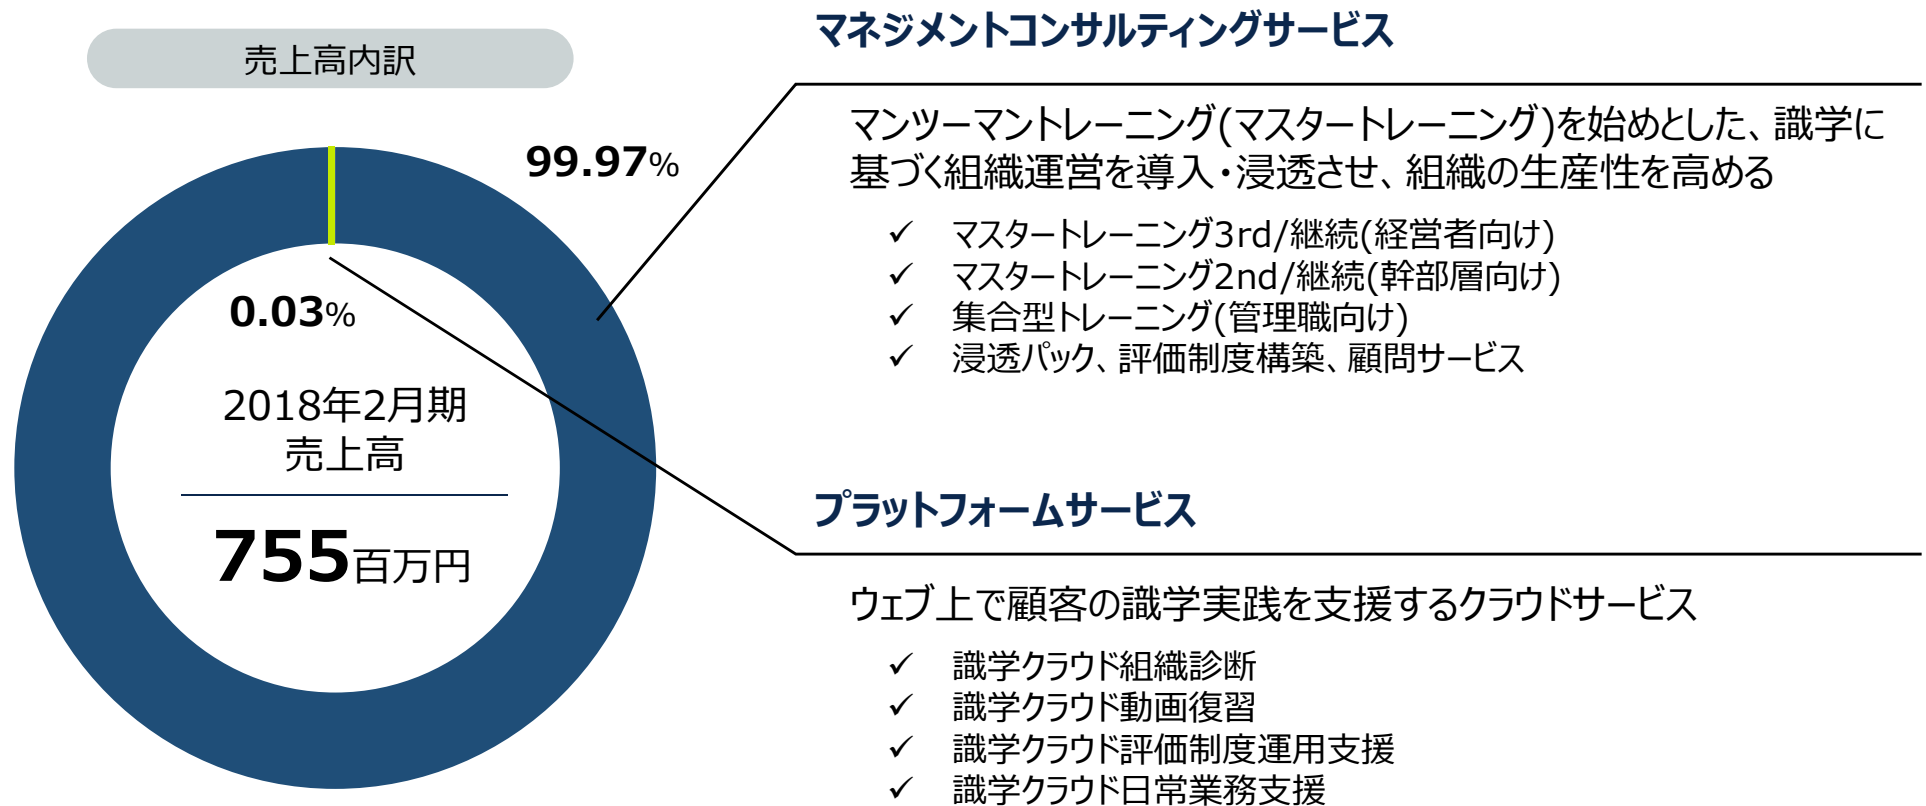 売上高内訳
99.97%
0.03%
2018年2月期
売上高
755百万円
マネジメントコンサルティングサービス
マンツーマントレーニング(マスタートレーニング)を始めとした、識学に
基づく組織運営を導入・浸透させ、組織の生産性を高める
✓ マスタートレーニング3rd/継続(経営者向け)
✓ マスタートレーニング2nd/継続(幹部層向け)
✓ 集合型トレーニング(管理職向け)
✓ 浸透パック、評価制度構築、顧問サービス
プラットフォームサービス
ウェブ上で顧客の識学実践を支援するクラウドサービス
✓ 識学クラウド組織診断
✓ 識学クラウド動画復習
✓ 識学クラウド評価制度運用支援
✓ 識学クラウド日常業務支援